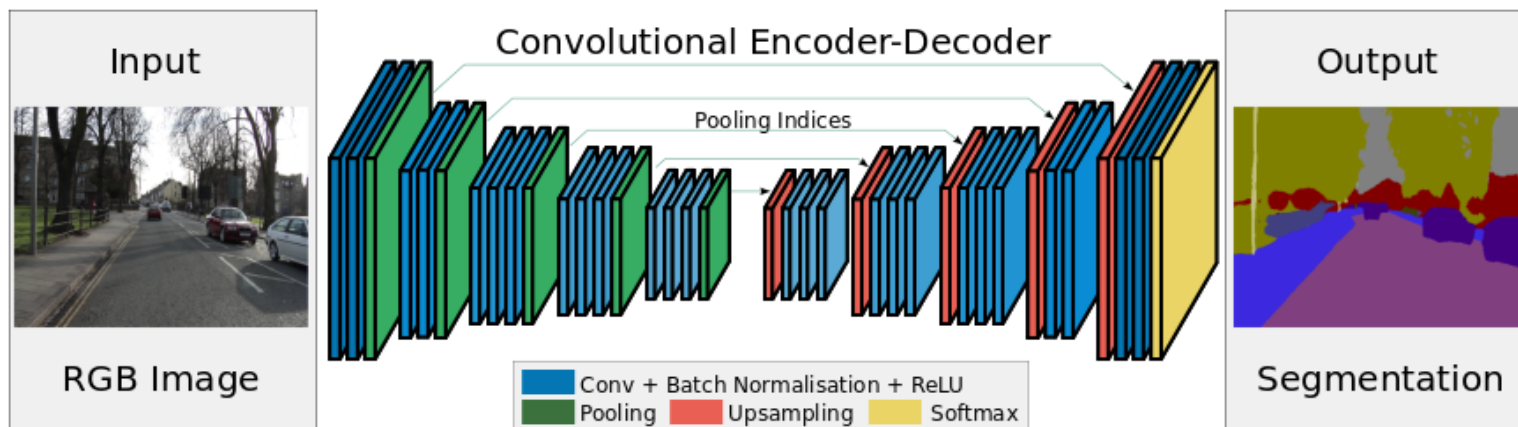 Input
RGB Image
Convolutional Encoder-Decoder
Pooling Indices
Conv + Batch Normalisation + ReLU
Pooling Upsampling Softmax
Output
Segmentation